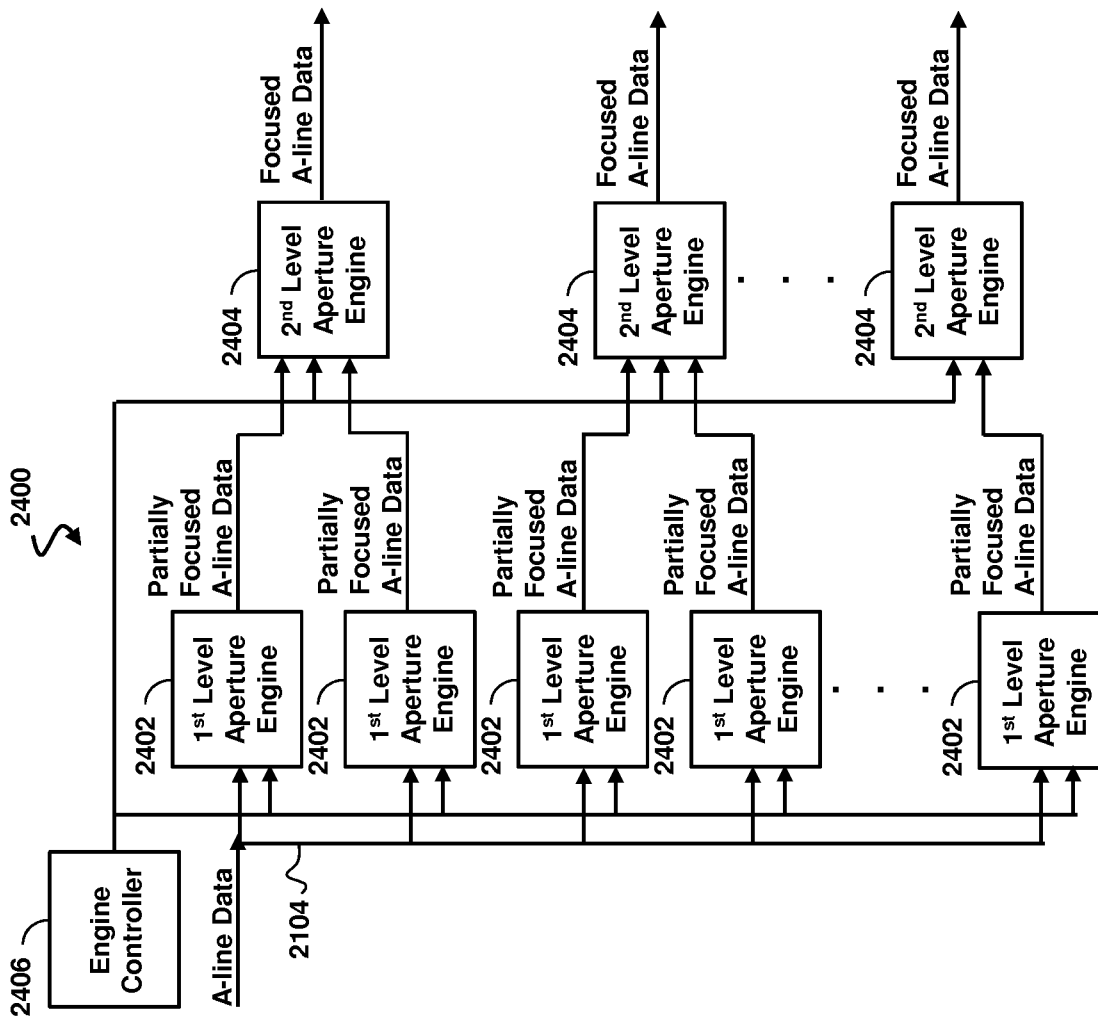 2400
2406
Engine
Controller
A-line Data
2104
2402
1st Level
Aperture
Engine
Partially
Focused
A-line Data
2402
1st Level
Aperture
Engine
Partially
Focused
A-line Data
2402
1st Level
Aperture
Engine
Partially
Focused
A-line Data
2402
1st Level
Aperture
Engine
Partially
Focused
A-line Data
. . .
2402
1st Level
Aperture
Engine
Partially
Focused
A-line Data
2404
2nd Level
Aperture
Engine
Focused
A-line Data
2404
2nd Level
Aperture
Engine
Focused
A-line Data
. . .
2404
2nd Level
Aperture
Engine
Focused
A-line Data